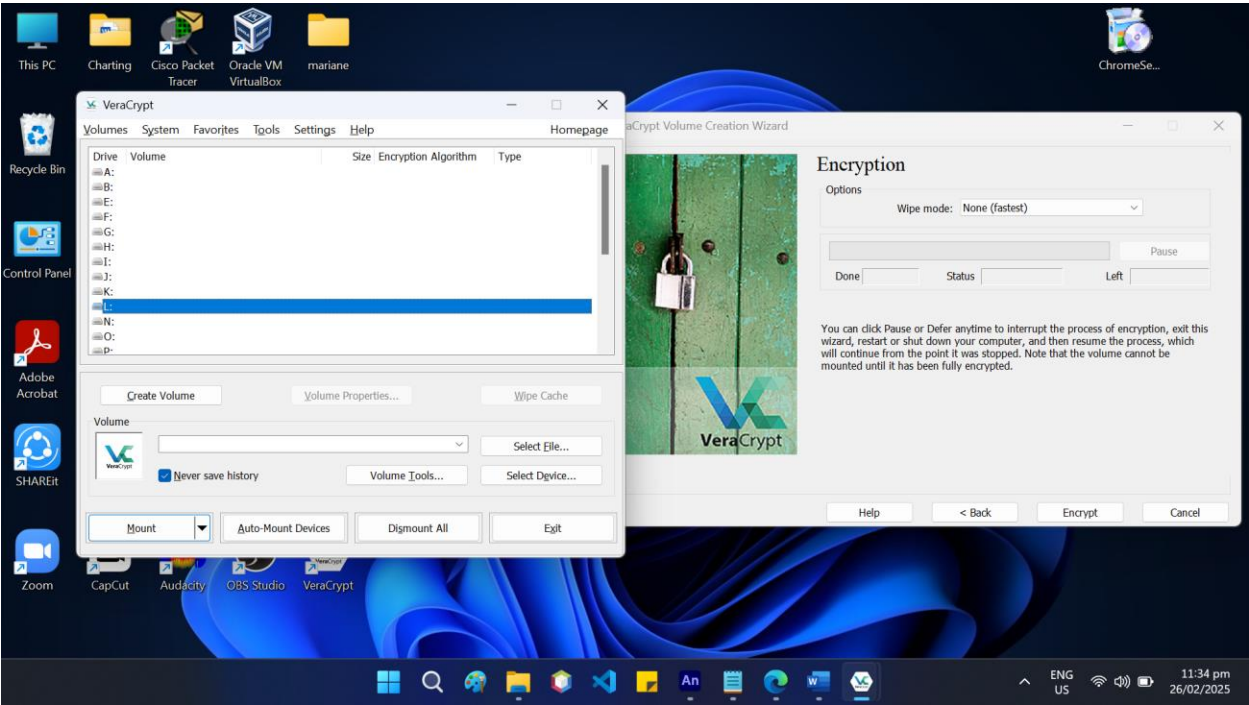 This PC
Charting
Cisco Packet
Tracer
Oracle VM
VirtualBox
mariane
ChromeSe...
Recycle Bin
Control Panel
Adobe
Acrobat
SHAREit
Zoom
VeraCrypt
Volumes System Favorites Tools Settings Help Homepage
Drive Volume Size Encryption Algorithm Type
A:
B:
E:
F:
G:
H:
I:
J:
K:
L:
N:
O:
P:
Create Volume Volume Properties... Wipe Cache
Volume
VeraCrypt
Select File...
Never save history Volume Tools... Select Device...
Mount Auto-Mount Devices Dismount All Exit
CapCut Audacity OBS Studio VeraCrypt
VeraCrypt
aCrypt Volume Creation Wizard
Encryption
Options
Wipe mode: None (fastest)
Pause
Done Status Left
You can click Pause or Defer anytime to interrupt the process of encryption, exit this
wizard, restart or shut down your computer, and then resume the process, which
will continue from the point it was stopped. Note that the volume cannot be
mounted until it has been fully encrypted.
VeraCrypt
Help < Back Encrypt Cancel
An
W
ENG
US
11:34 pm
26/02/2025